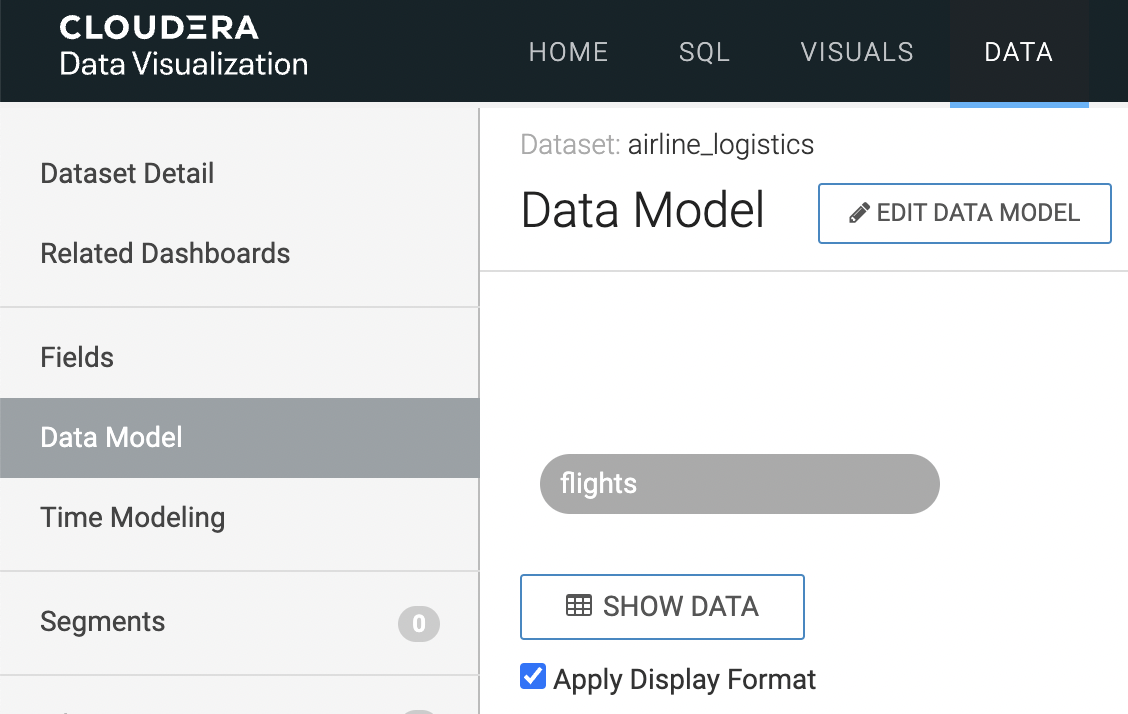 CLOUDERA
Data Visualization
HOME SQL VISUALS DATA
Dataset Detail
Related Dashboards
Fields
Data Model
Time Modeling
Segments 0
Dataset: airline_logistics
Data Model
EDIT DATA MODEL
flights
SHOW DATA
Apply Display Format